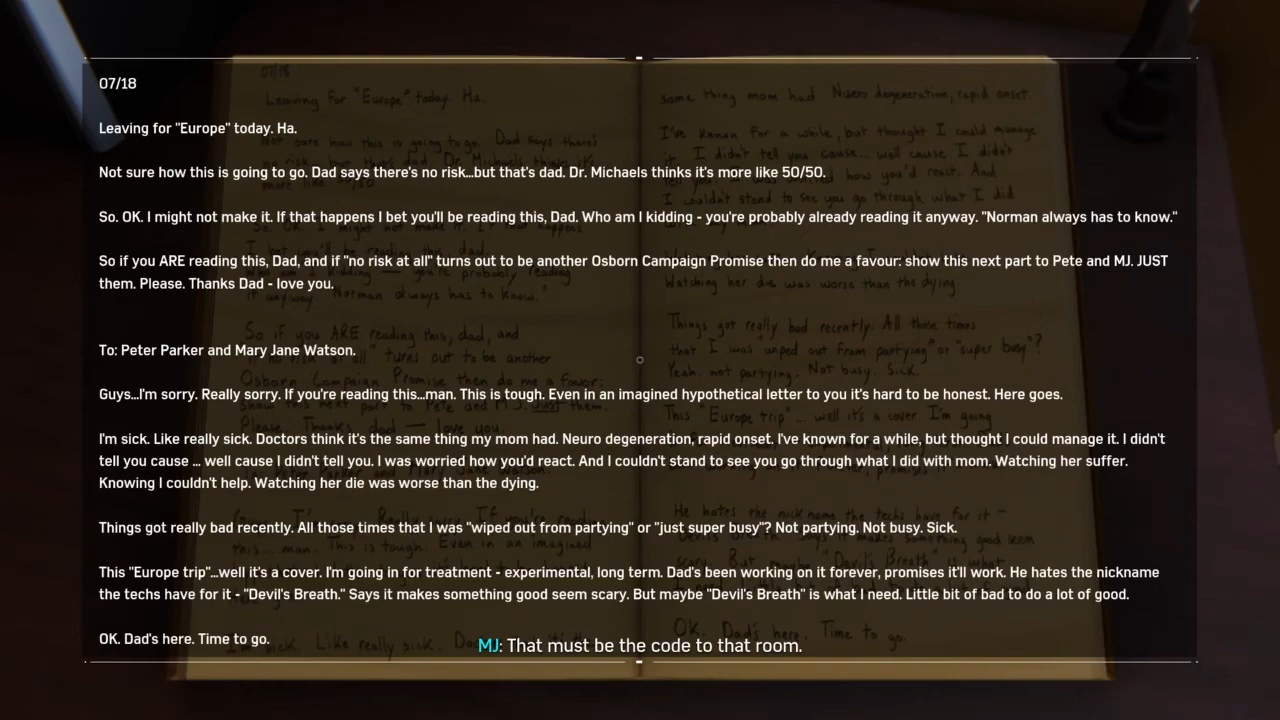 07/18
Leaving for "Europe" today. Ha.
Not sure how this is going to go. Dad says there's no risk...but that's dad. Dr. Michaels thinks it's more like 50/50.
So. OK. I might not make it. If that happens I bet you'll be reading this, Dad. Who am I kidding - you're probably already reading it anyway. "Norman always has to know."
So if you ARE reading this, Dad, and if "no risk at all" turns out to be another Osborn Campaign Promise then do me a favour: show this next part to Pete and MJ. JUST
them. Please. Thanks Dad - love you.
To: Peter Parker and Mary Jane Watson.
Guys...I'm sorry. Really sorry. If you're reading this...man. This is tough. Even in an imagined hypothetical letter to you it's hard to be honest. Here goes.
I'm sick. Like really sick. Doctors think it's the same thing my mom had. Neuro degeneration, rapid onset. I've known for a while, but thought I could manage it. I didn't
tell you cause ... well cause I didn't tell you. I was worried how you'd react. And I couldn't stand to see you go through what I did with mom. Watching her suffer.
Knowing I couldn't help. Watching her die was worse than the dying.
Things got really bad recently. All those times that I was "wiped out from partying" or "just super busy"? Not partying. Not busy. Sick.
This "Europe trip"...well it's a cover. I'm going in for treatment - experimental, long term. Dad's been working on it forever, promises it'll work. He hates the nickname
the techs have for it - "Devil's Breath." Says it makes something good seem scary. But maybe "Devil's Breath" is what I need. Little bit of bad to do a lot of good.
OK. Dad's here. Time to go.
MJ: That must be the code to that room.